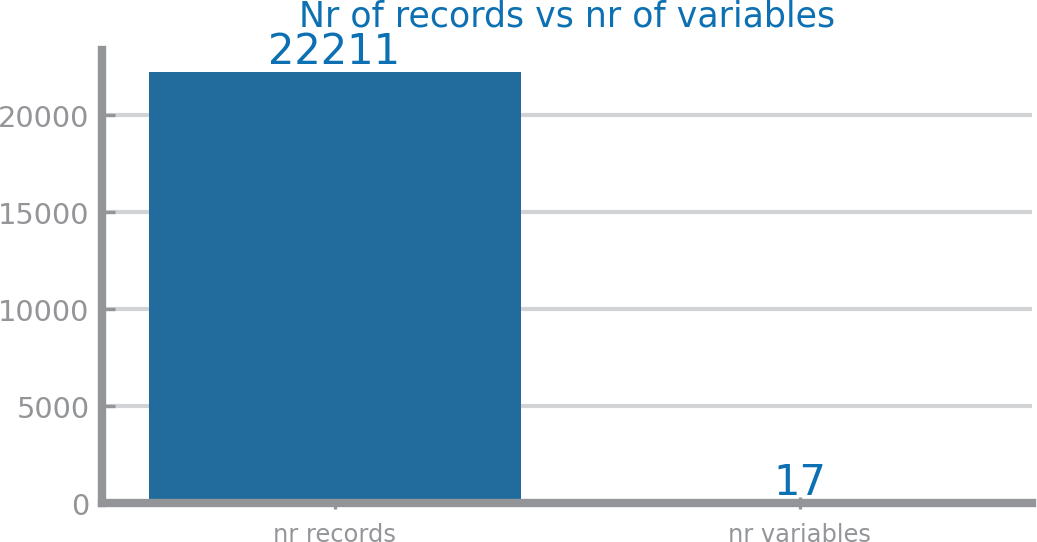 Nr of records vs nr of variables
22211
20000
15000
10000
5000
17
0
nr records
nr variables